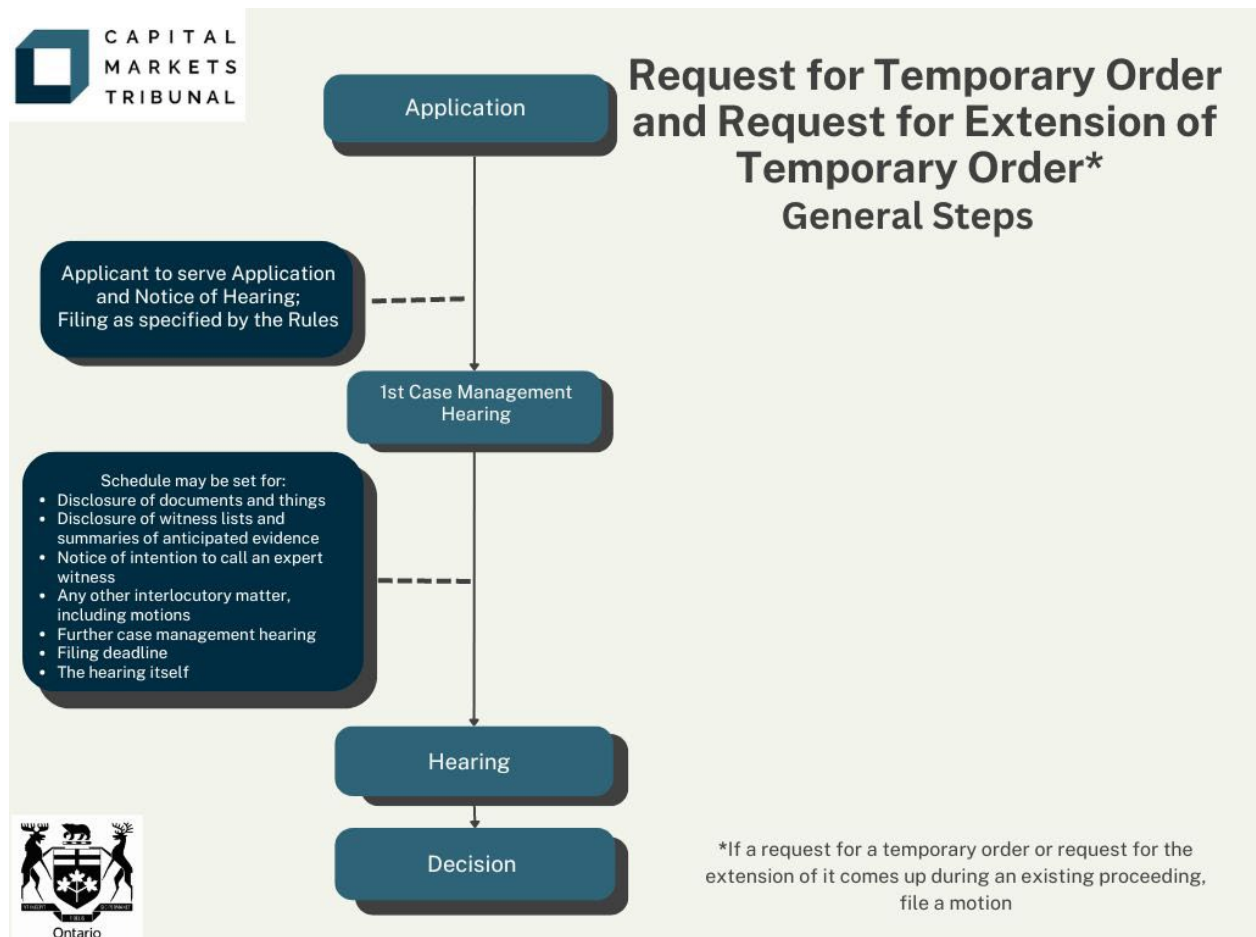 CAPITAL
MARKETS
TRIBUNAL
Request for Temporary Order
and Request for Extension of
Temporary Order*
General Steps
Application
Applicant to serve Application
and Notice of Hearing;
Filing as specified by the Rules
1st Case Management
Hearing
Schedule may be set for:
• Disclosure of documents and things
• Disclosure of witness lists and
summaries of anticipated evidence
• Notice of intention to call an expert
witness
• Any other interlocutory matter,
including motions
• Further case management hearing
• Filing deadline
• The hearing itself
Hearing
Decision
*If a request for a temporary order or request for the
extension of it comes up during an existing proceeding,
file a motion
Ontario